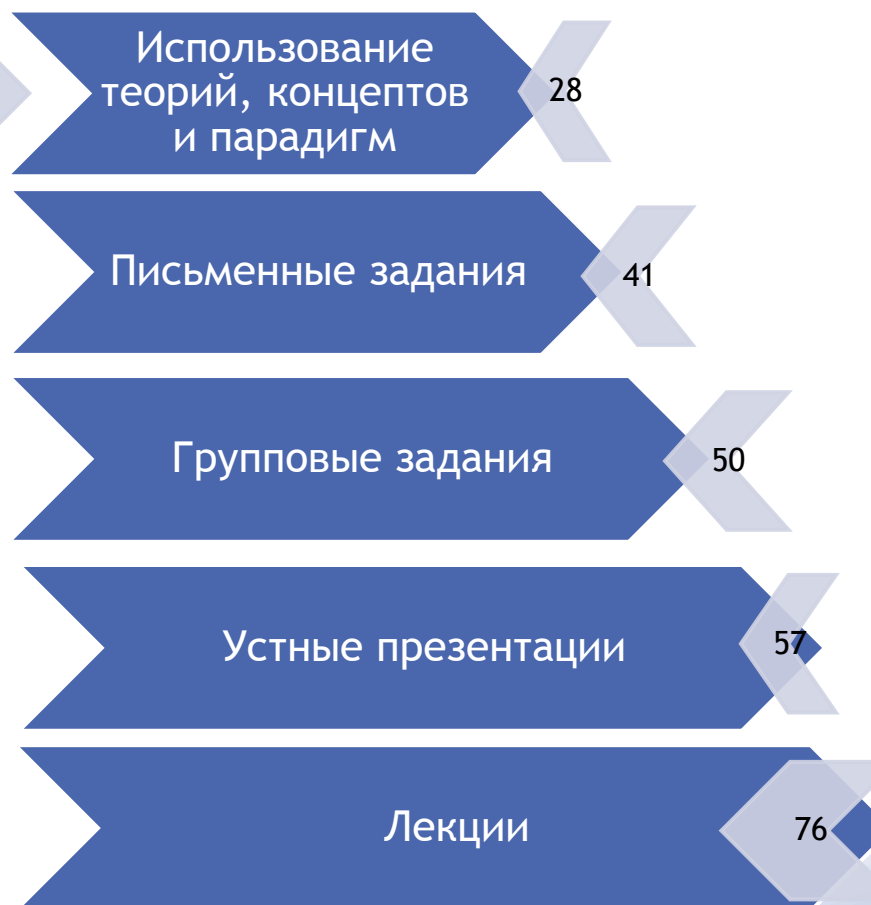 Использование
теорий, концептов
и парадигм
28
Письменные задания
41
Групповые задания
50
Устные презентации
57
Лекции
76